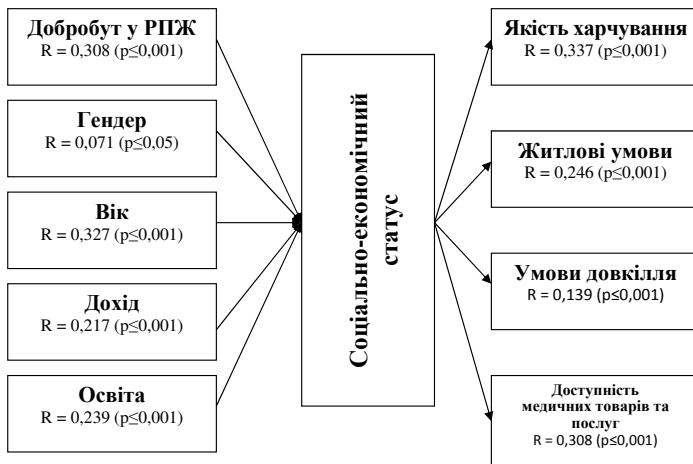 Добробут у РПЖ
R = 0,308 (p≤0,001)
Гендер
R = 0,071 (p≤0,05)
Вік
R = 0,327 (p≤0,001)
Дохід
R = 0,217 (p≤0,001)
Освіта
R = 0,239 (p≤0,001)
Соціально-економічний
статус
Якість харчування
R = 0,337 (p≤0,001)
Житлові умови
R = 0,246 (p≤0,001)
Умови довкілля
R = 0,139 (p≤0,001)
Доступність
медичних товарів та
послуг
R = 0,308 (p≤0,001)